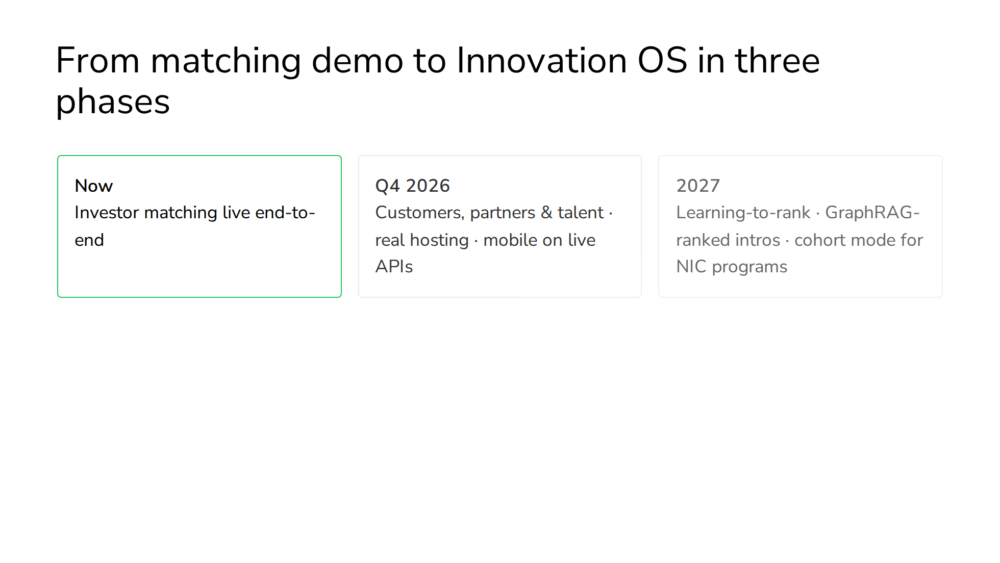 From matching demo to Innovation OS in three
phases
Now
Investor matching live end-to-
end
Q4 2026
Customers, partners & talent ·
real hosting · mobile on live
APIs
2027
Learning-to-rank · GraphRAG-
ranked intros · cohort mode for
NIC programs